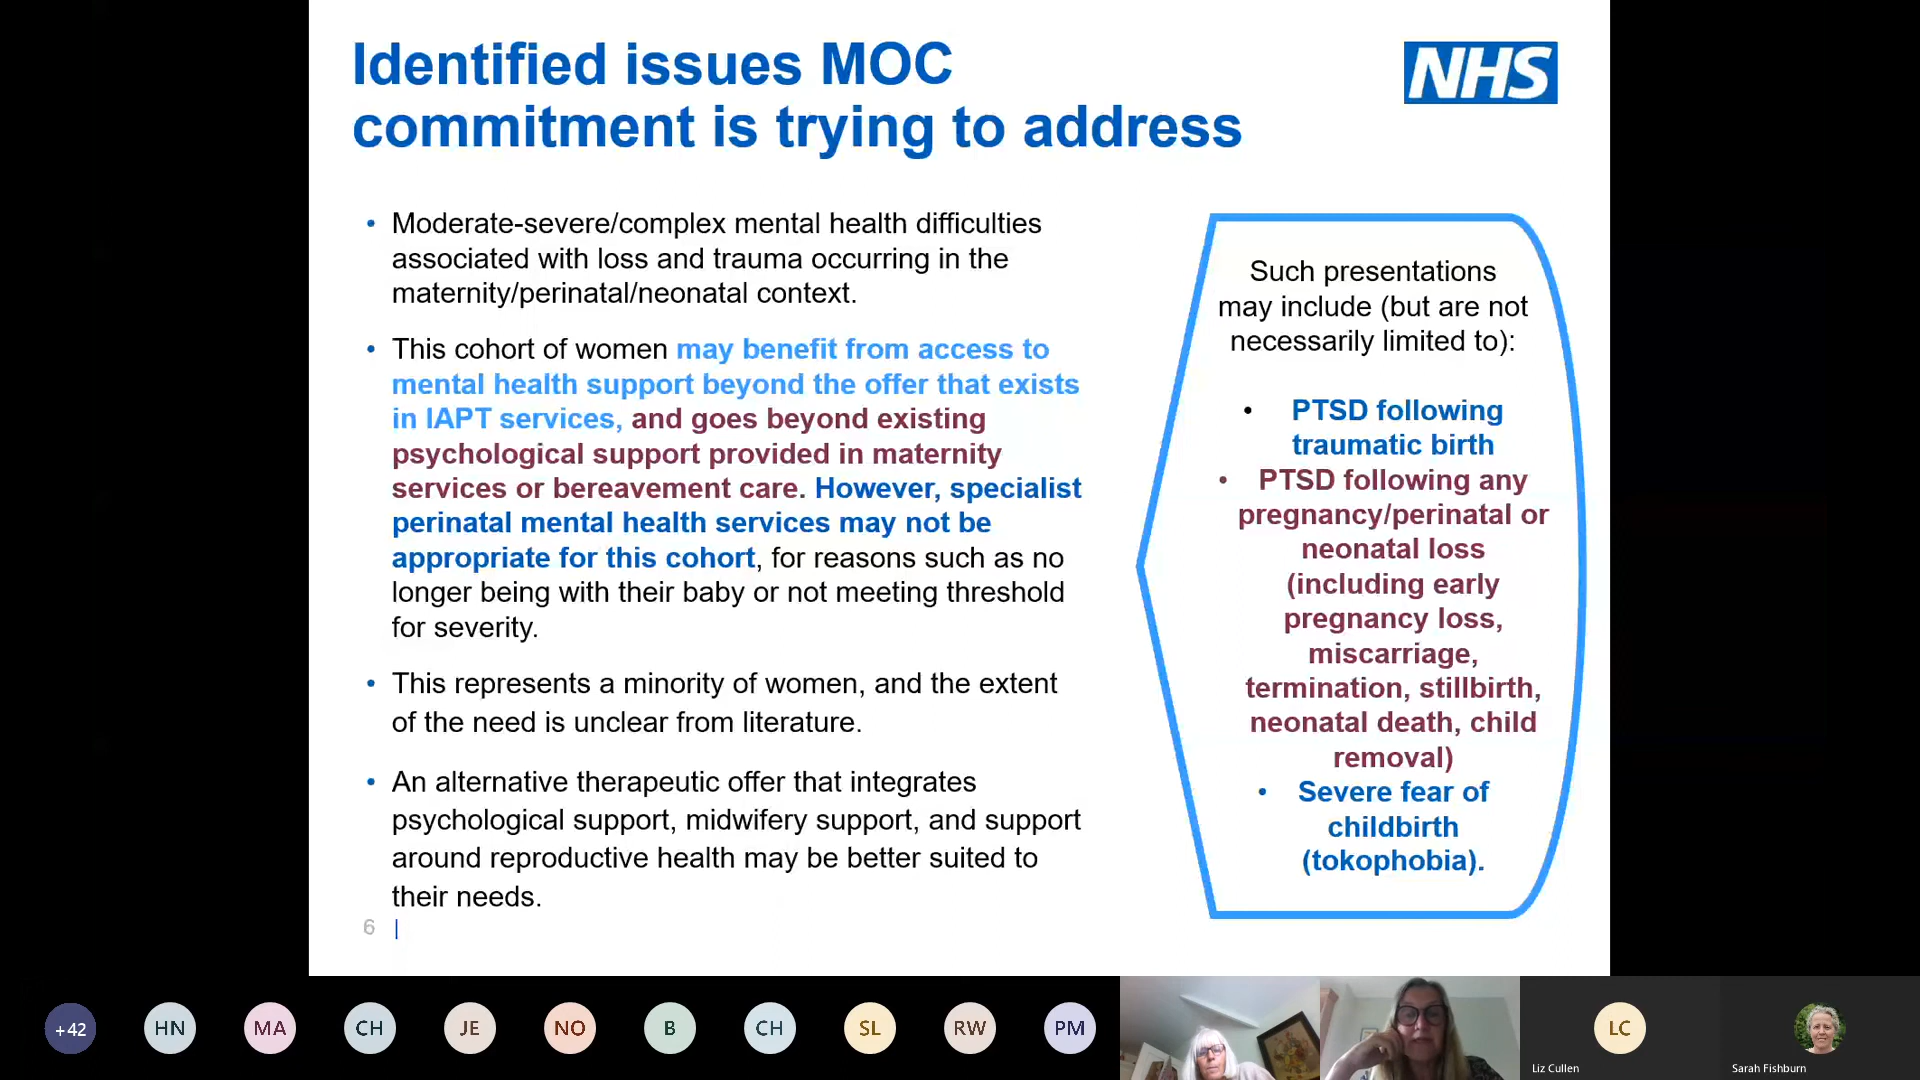 Identified issues MOC
commitment is trying to address
NHS
• Moderate-severe/complex mental health difficulties
associated with loss and trauma occurring in the
maternity/perinatal/neonatal context.
• This cohort of women may benefit from access to
mental health support beyond the offer that exists
in IAPT services, and goes beyond existing
psychological support provided in maternity
services or bereavement care. However, specialist
perinatal mental health services may not be
appropriate for this cohort, for reasons such as no
longer being with their baby or not meeting threshold
for severity.
• This represents a minority of women, and the extent
of the need is unclear from literature.
• An alternative therapeutic offer that integrates
psychological support, midwifery support, and support
around reproductive health may be better suited to
their needs.
Such presentations
may include (but are not
necessarily limited to):
• PTSD following
traumatic birth
• PTSD following any
pregnancy/perinatal or
neonatal loss
(including early
pregnancy loss,
miscarriage,
termination, stillbirth,
neonatal death, child
removal)
• Severe fear of
childbirth
(tokophobia).
6 |
+42 HN MA CH JE NO B CH SL RW PM LC
Liz Cullen Sarah Fishburn